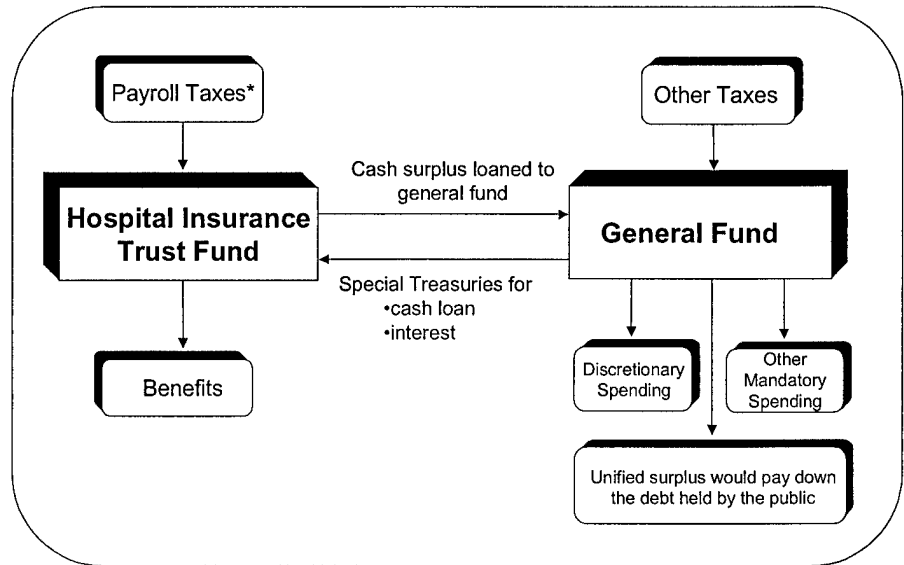 Payroll Taxes*
Other Taxes
Cash surplus loaned to
general fund
Hospital Insurance
Trust Fund
General Fund
Special Treasuries for
•cash loan
•interest
Benefits
Discretionary
Spending
Other
Mandatory
Spending
Unified surplus would pay down
the debt held by the public